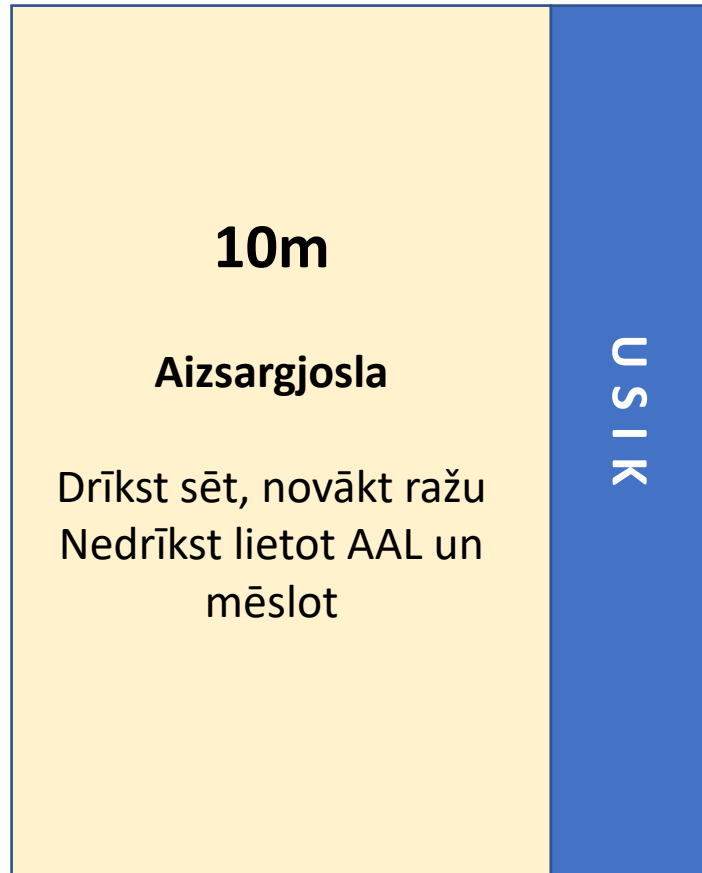 10m
Aizsargjosla
Drīkst sēt, novākt ražu
Nedrīkst lietot AAL un
mēslot
USIK